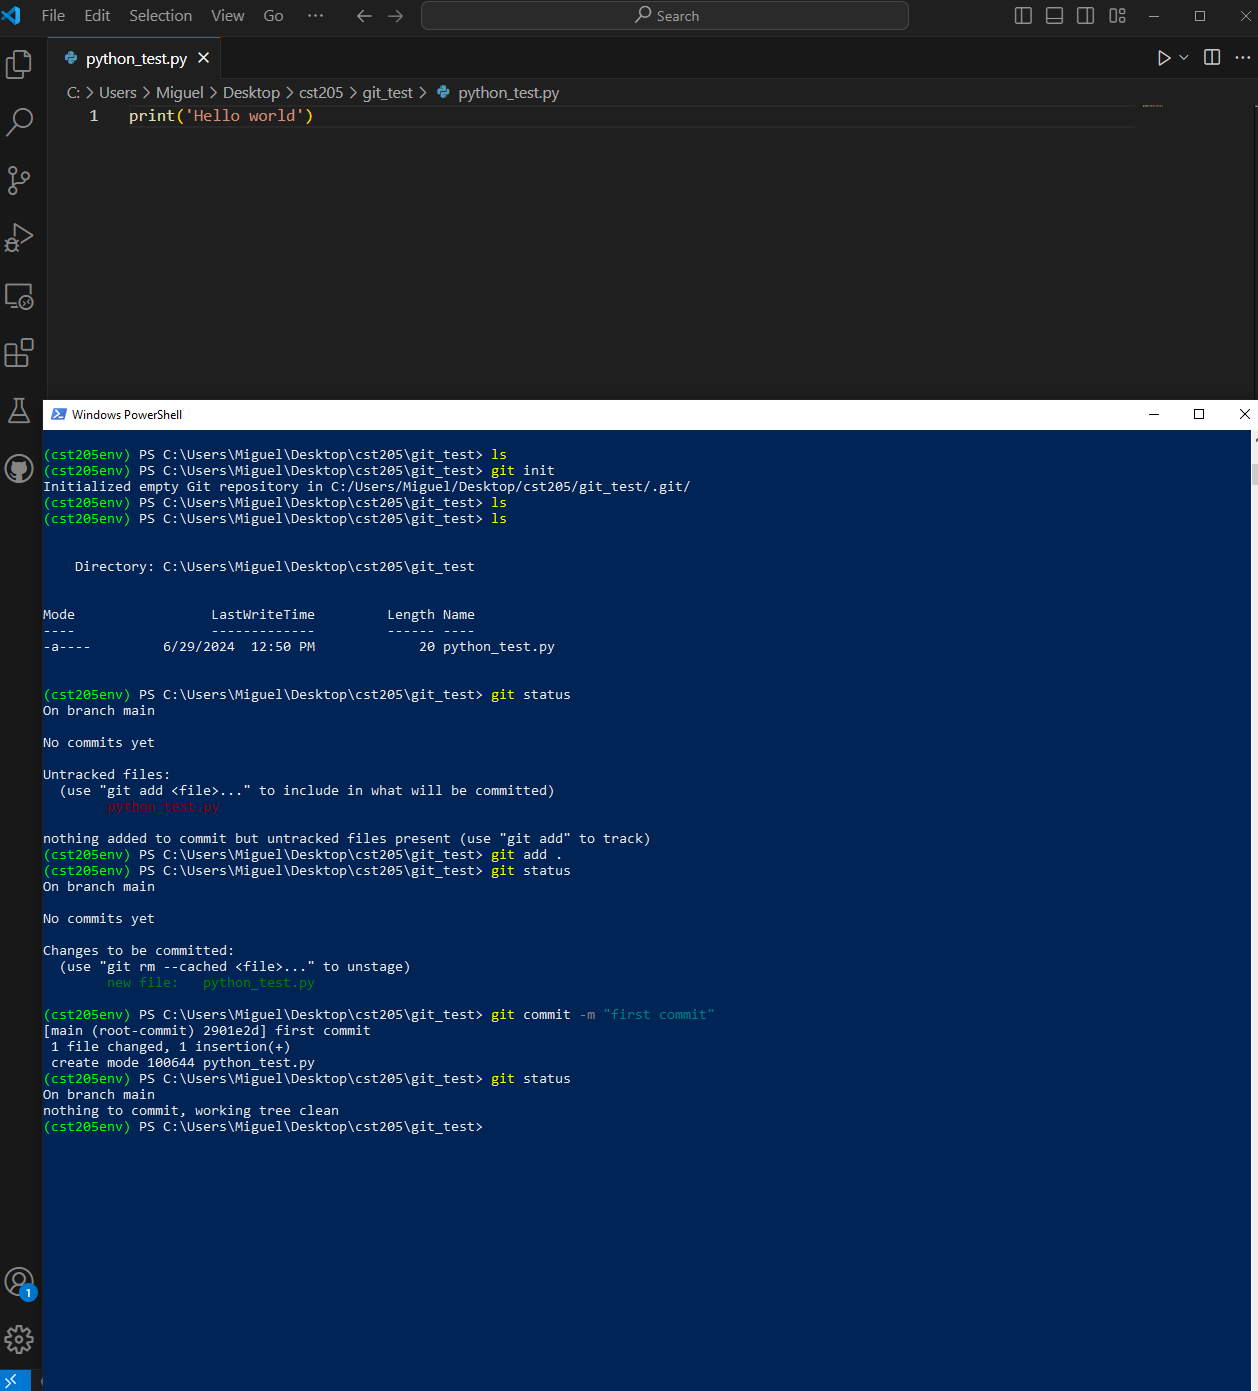 File Edit Selection View Go ··· Search
python_test.py
C: > Users > Miguel > Desktop > cst205 > git_test > python_test.py
1 print('Hello world')
Windows PowerShell
(cst205env) PS C:\Users\Miguel\Desktop\cst205\git_test> ls
(cst205env) PS C:\Users\Miguel\Desktop\cst205\git_test> git init
Initialized empty Git repository in C:/Users/Miguel/Desktop/cst205/git_test/.git/
(cst205env) PS C:\Users\Miguel\Desktop\cst205\git_test> ls
(cst205env) PS C:\Users\Miguel\Desktop\cst205\git_test> ls
Directory: C:\Users\Miguel\Desktop\cst205\git_test
Mode LastWriteTime Length Name
---- ------------- ------ ----
-a---- 6/29/2024 12:50 PM 20 python_test.py
(cst205env) PS C:\Users\Miguel\Desktop\cst205\git_test> git status
On branch main
No commits yet
Untracked files:
(use "git add <file>..." to include in what will be committed)
python_test.py
nothing added to commit but untracked files present (use "git add" to track)
(cst205env) PS C:\Users\Miguel\Desktop\cst205\git_test> git add .
(cst205env) PS C:\Users\Miguel\Desktop\cst205\git_test> git status
On branch main
No commits yet
Changes to be committed:
(use "git rm --cached <file>..." to unstage)
new file: python_test.py
(cst205env) PS C:\Users\Miguel\Desktop\cst205\git_test> git commit -m "first commit"
[main (root-commit) 2901e2d] first commit
1 file changed, 1 insertion(+)
create mode 100644 python_test.py
(cst205env) PS C:\Users\Miguel\Desktop\cst205\git_test> git status
On branch main
nothing to commit, working tree clean
(cst205env) PS C:\Users\Miguel\Desktop\cst205\git_test>
1